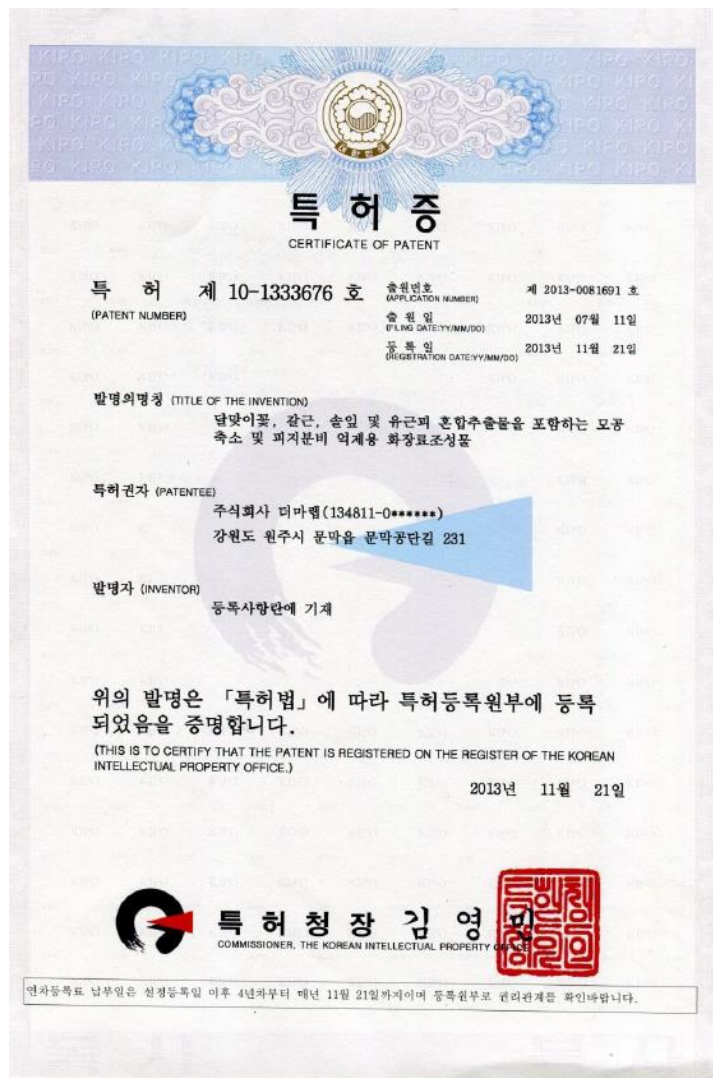 대한민국
특 허 증
CERTIFICATE OF PATENT
특 허 제 10-1333676 호
(PATENT NUMBER)
출원번호 제 2013-0081691 호
(APPLICATION NUMBER)
출 원 일 2013년 07월 11일
(FILING DATE:YY/MM/DD)
등 록 일 2013년 11월 21일
(REGISTRATION DATE:YY/MM/DD)
발명의명칭 (TITLE OF THE INVENTION)
달맞이꽃, 갈근, 솔잎 및 유근피 혼합추출물을 포함하는 모공
축소 및 피지분비 억제용 화장료조성물
특허권자 (PATENTEE)
주식회사 더마랩(134811-0******)
강원도 원주시 문막읍 문막공단길 231
발명자 (INVENTOR)
등록사항란에 기재
위의 발명은 「특허법」에 따라 특허등록원부에 등록
되었음을 증명합니다.
(THIS IS TO CERTIFY THAT THE PATENT IS REGISTERED ON THE REGISTER OF THE KOREAN
INTELLECTUAL PROPERTY OFFICE.)
2013년 11월 21일
특 허 청 장 김 영 민
COMMISSIONER, THE KOREAN INTELLECTUAL PROPERTY OFFICE
연차등록료 납부일은 설정등록일 이후 4년차부터 매년 11월 21일까지이며 등록원부로 권리관계를 확인바랍니다.